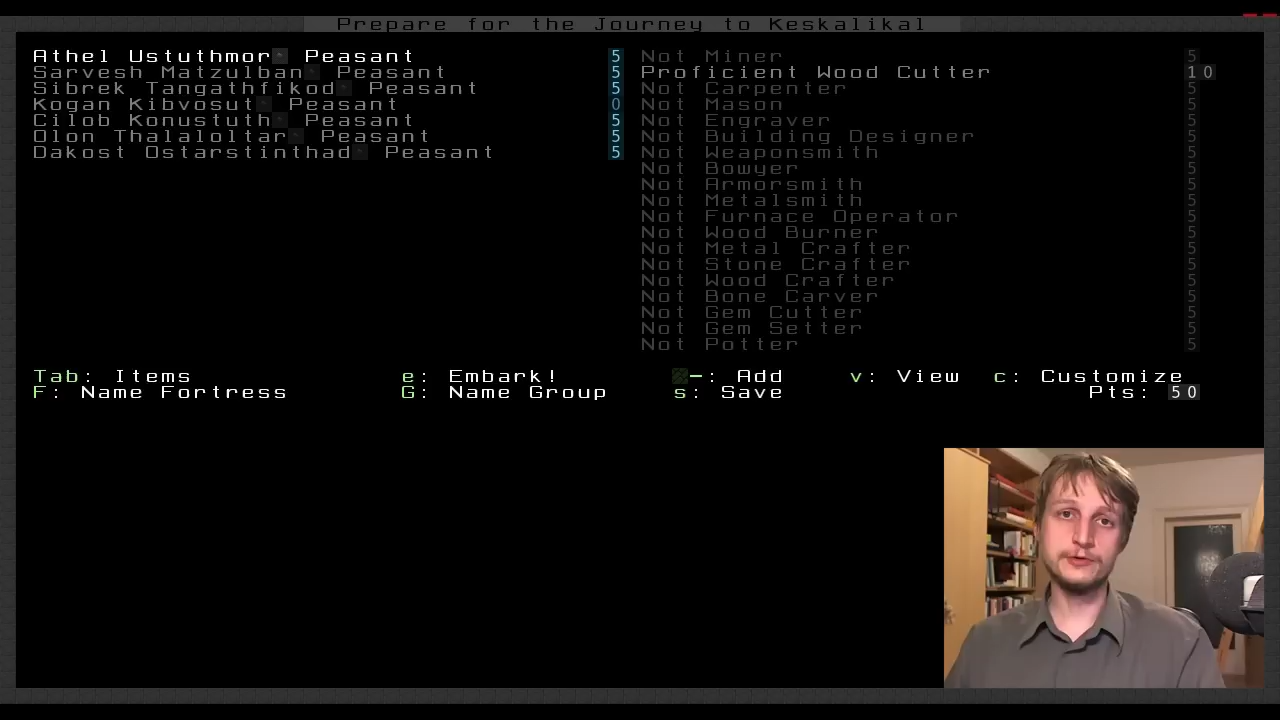 Prepare for the Journey to Keskalikal
Athel Ustuthmor Peasant 5
Sarvesh Matzulban Peasant 5
Sibrek Tangathfikod Peasant 5
Kogan Kibvosut Peasant 0
Cilob Konustuth Peasant 5
Olon Thalaloltar Peasant 5
Dakost Ostarstinthad Peasant 5
Not Miner 5
Proficient Wood Cutter 10
Not Carpenter 5
Not Mason 5
Not Engraver 5
Not Building Designer 5
Not Weaponsmith 5
Not Bowyer 5
Not Armorsmith 5
Not Metalsmith 5
Not Furnace Operator 5
Not Wood Burner 5
Not Metal Crafter 5
Not Stone Crafter 5
Not Wood Crafter 5
Not Bone Carver 5
Not Gem Cutter 5
Not Gem Setter 5
Not Potter 5
Tab: Items e: Embark! -: Add v: View c: Customize
F: Name Fortress G: Name Group s: Save Pts: 50